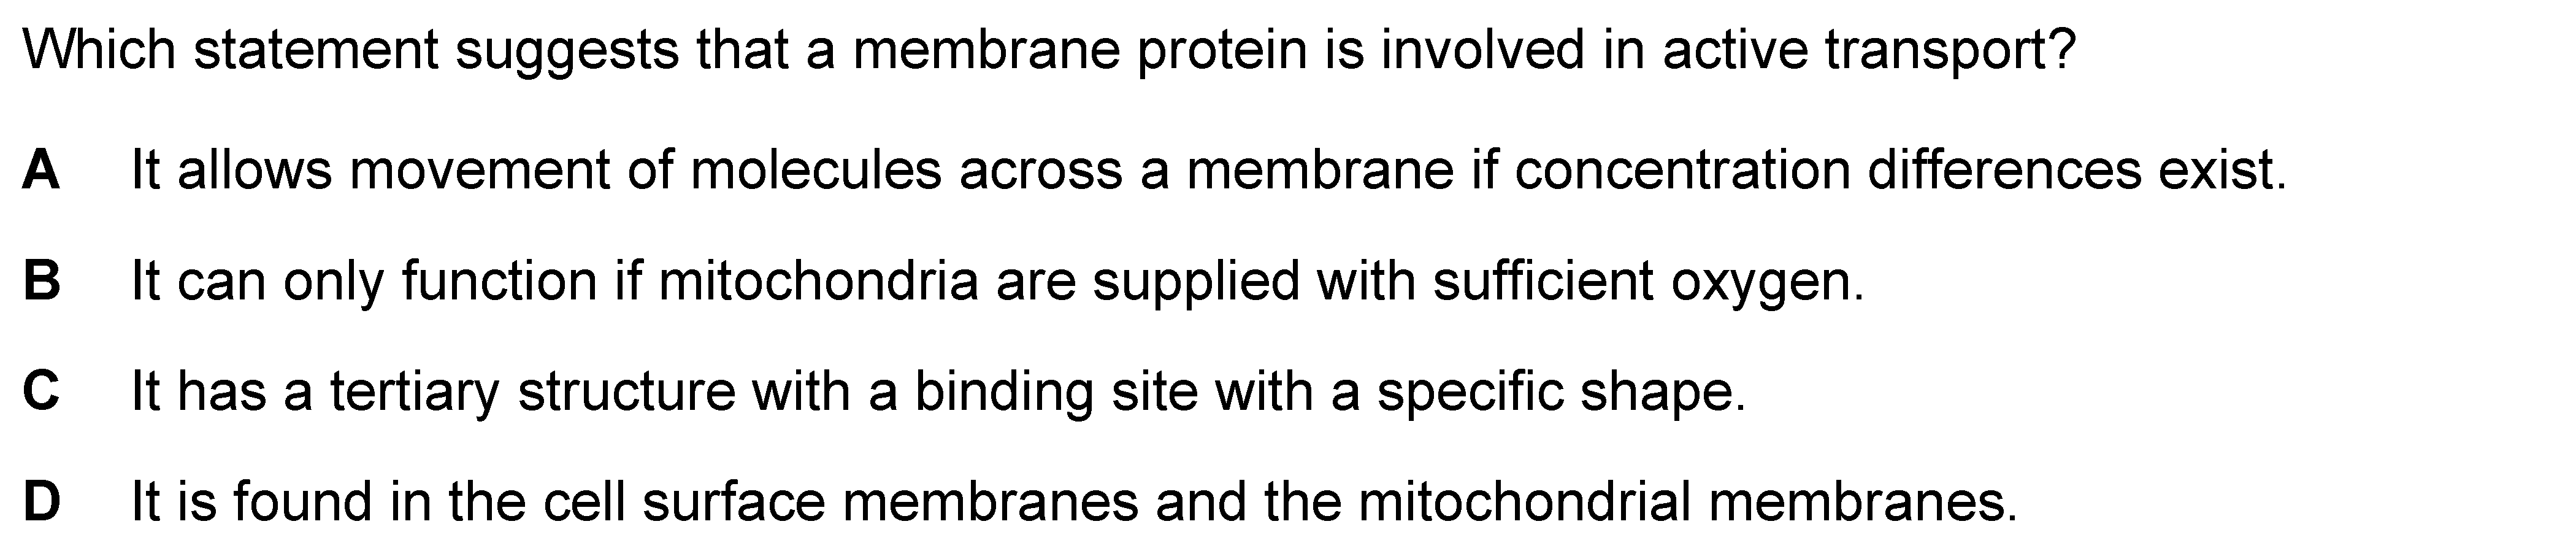 Which statement suggests that a membrane protein is involved in active transport?
A It allows movement of molecules across a membrane if concentration differences exist.
B It can only function if mitochondria are supplied with sufficient oxygen.
C It has a tertiary structure with a binding site with a specific shape.
D It is found in the cell surface membranes and the mitochondrial membranes.